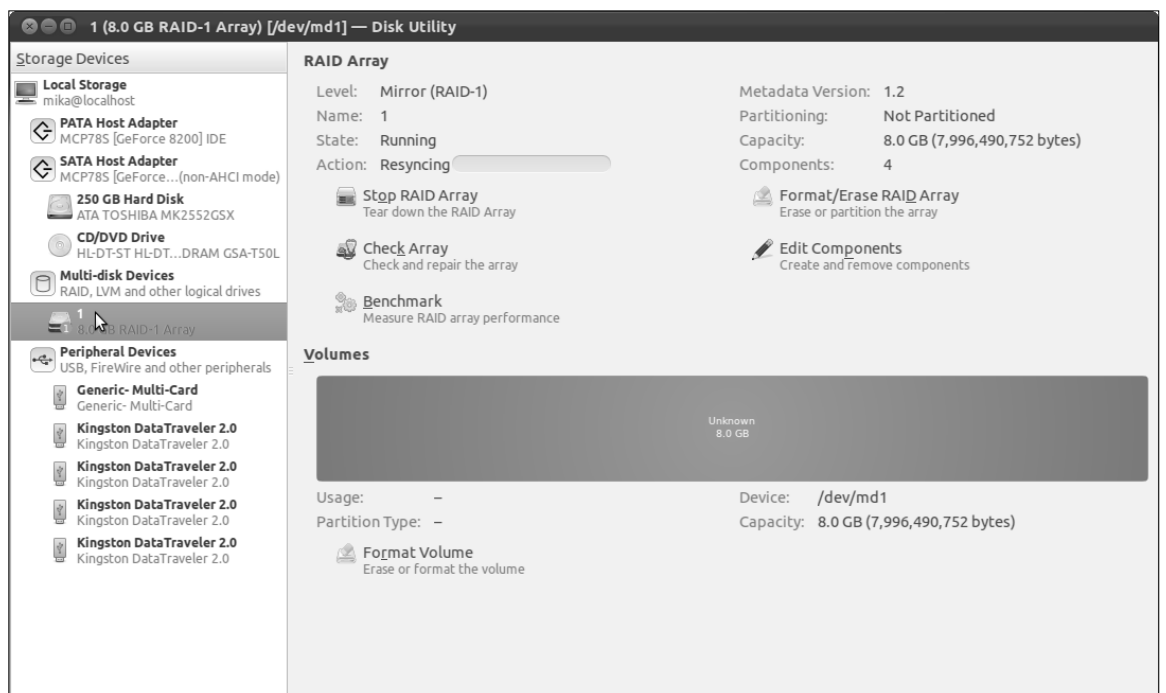 1 (8.0 GB RAID-1 Array) [/dev/md1] — Disk Utility
Storage Devices
Local Storage
mika@localhost
PATA Host Adapter
MCP78S [GeForce 8200] IDE
SATA Host Adapter
MCP78S [GeForce...(non-AHCI mode)
250 GB Hard Disk
ATA TOSHIBA MK2552GSX
CD/DVD Drive
HL-DT-ST HL-DT...DRAM GSA-T50L
Multi-disk Devices
RAID, LVM and other logical drives
1
8.0 GB RAID-1 Array
Peripheral Devices
USB, FireWire and other peripherals
Generic- Multi-Card
Generic- Multi-Card
Kingston DataTraveler 2.0
Kingston DataTraveler 2.0
Kingston DataTraveler 2.0
Kingston DataTraveler 2.0
Kingston DataTraveler 2.0
Kingston DataTraveler 2.0
Kingston DataTraveler 2.0
Kingston DataTraveler 2.0
RAID Array
Level: Mirror (RAID-1)
Name: 1
State: Running
Action: Resyncing
Metadata Version: 1.2
Partitioning: Not Partitioned
Capacity: 8.0 GB (7,996,490,752 bytes)
Components: 4
Stop RAID Array
Tear down the RAID Array
Format/Erase RAID Array
Erase or partition the array
Check Array
Check and repair the array
Edit Components
Create and remove components
Benchmark
Measure RAID array performance
Volumes
Unknown
8.0 GB
Usage: –
Partition Type: –
Device: /dev/md1
Capacity: 8.0 GB (7,996,490,752 bytes)
Format Volume
Erase or format the volume